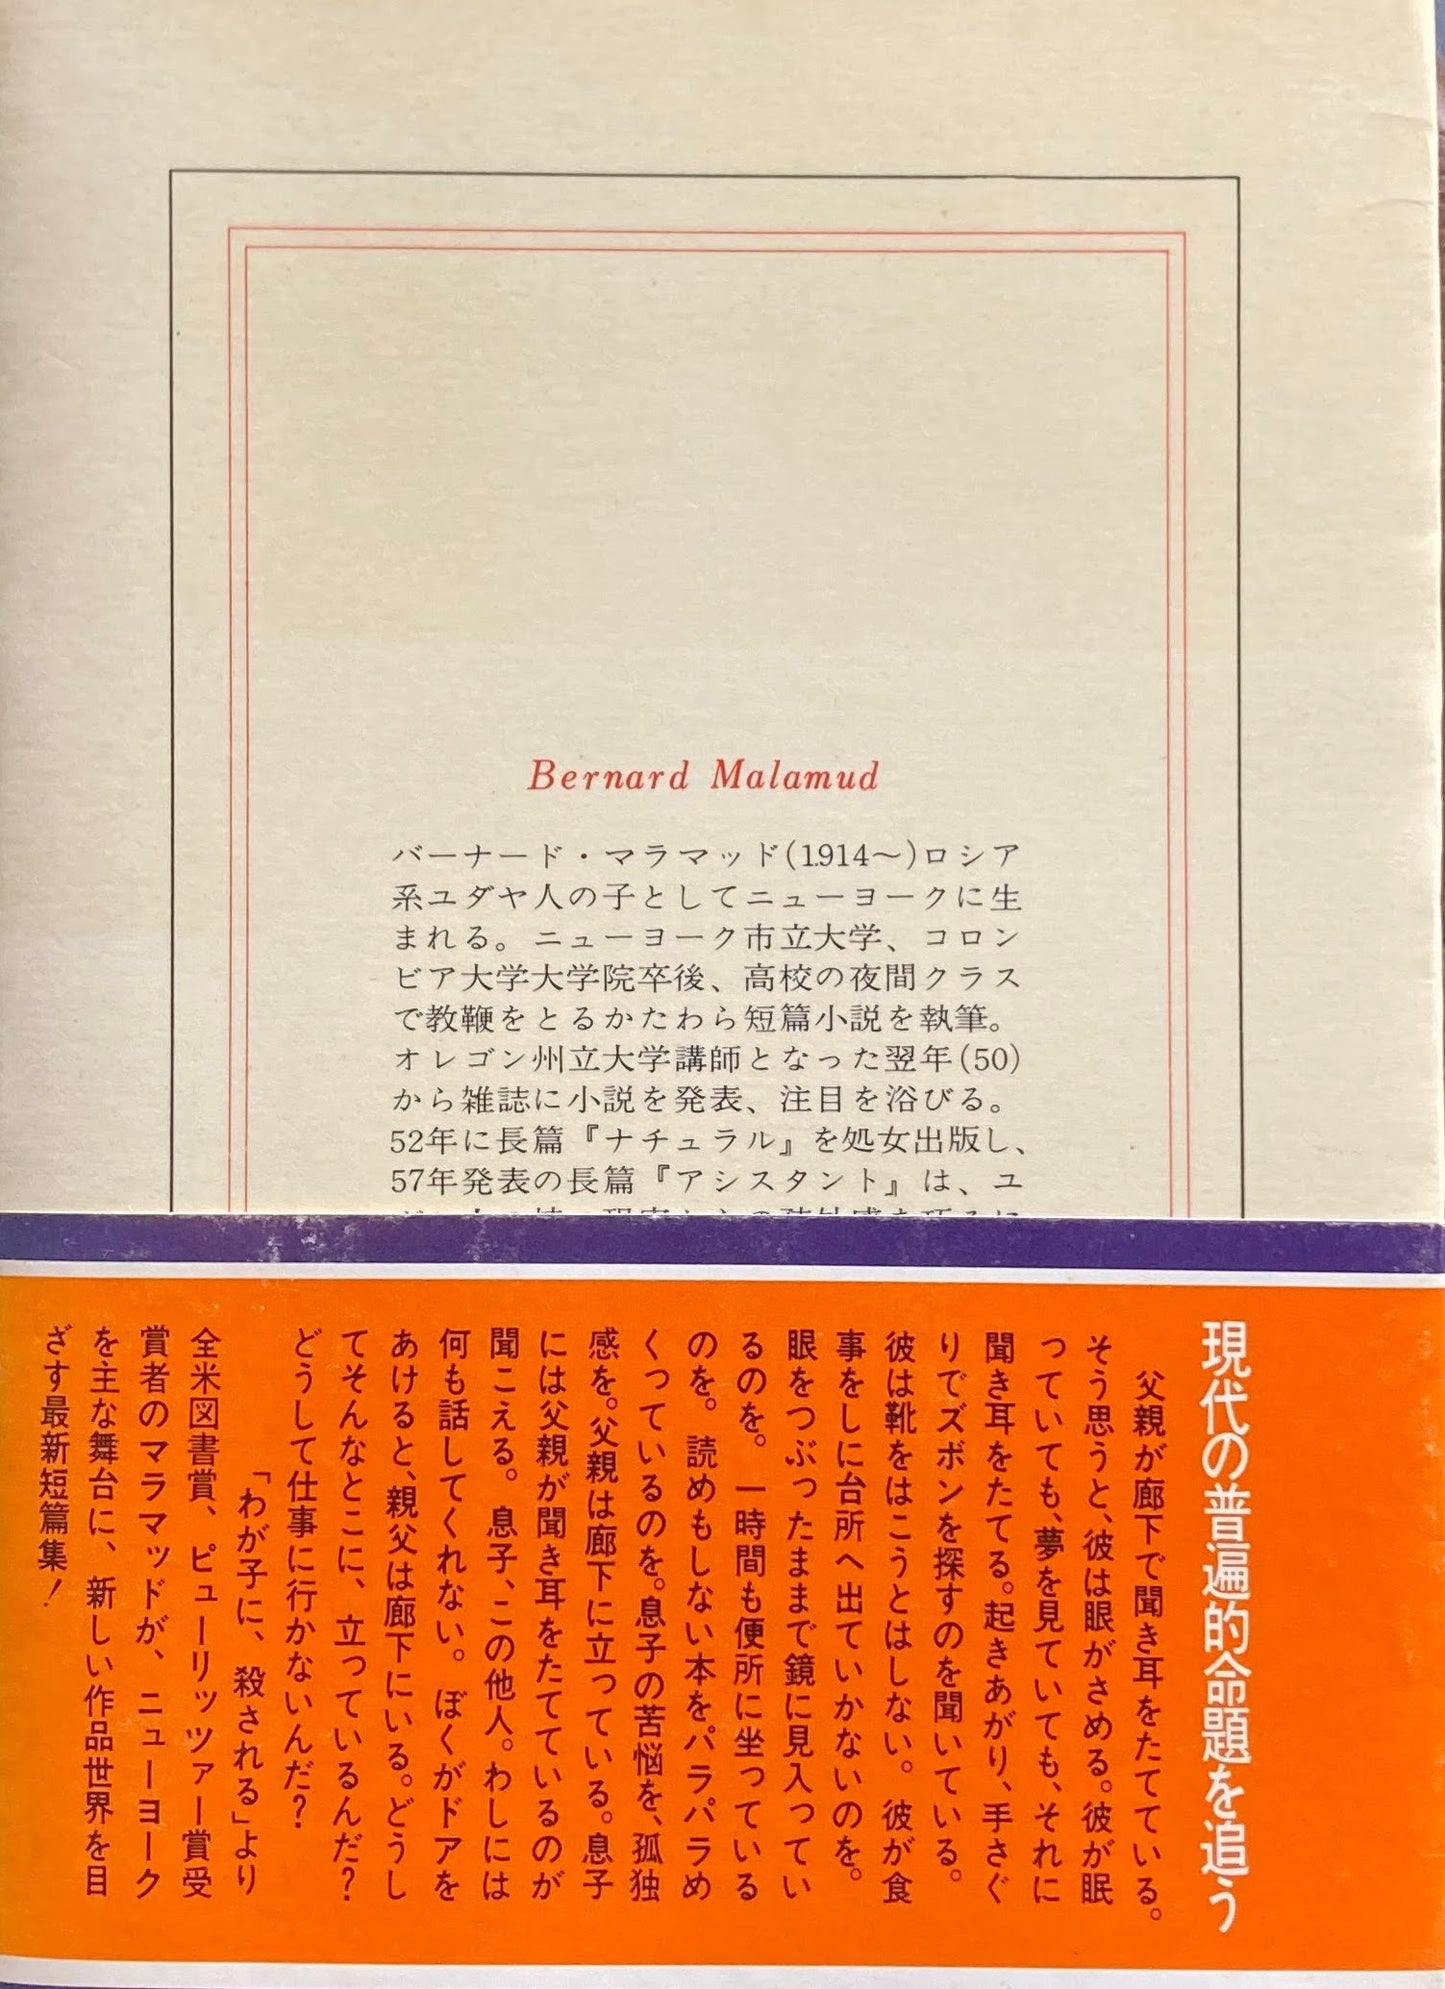 Bernard Malamud
バーナード・マラマッド(1914〜)ロシア
系ユダヤ人の子としてニューヨークに生
まれる。ニューヨーク市立大学、コロン
ビア大学大学院卒後、高校の夜間クラス
で教鞭をとるかたわら短篇小説を執筆。
オレゴン州立大学講師となった翌年(50)
から雑誌に小説を発表、注目を浴びる。
52年に長篇『ナチュラル』を処女出版し、
57年発表の長篇『アシスタント』は、ユ
現代の普遍的命題を追う
父親が廊下で聞き耳をたてている。
そう思うと、彼は眼がさめる。彼が眠
っていても、夢を見ていても、それに
聞き耳をたてる。起きあがり、手さぐ
りでズボンを探すのを聞いている。
彼は靴をはこうとはしない。彼が食
事をしに台所へ出ていかないのを。
眼をつぶったままで鏡に見入ってい
るのを。一時間も便所に坐っている
のを。読めもしない本をパラパラめ
くっているのを。息子の苦悩を、孤独
感を。父親は廊下に立っている。息子
には父親が聞き耳をたてているのが
聞こえる。息子、この他人。わしには
何も話してくれない。ぼくがドアを
あけると、親父は廊下にいる。どうし
てそんなとこに、立っているんだ？
どうして仕事に行かないんだ？
「わが子に、殺される」より
全米図書賞、ピューリッツァー賞受
賞者のマラマッドが、ニューヨーク
を主な舞台に、新しい作品世界を目
ざす最新短篇集！